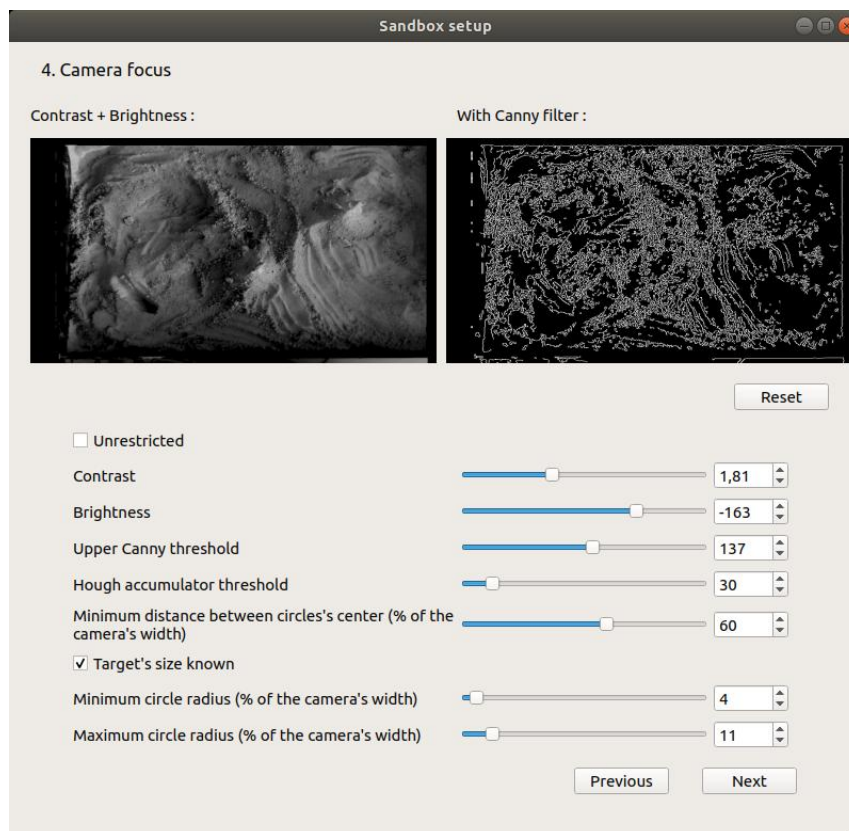 Sandbox setup
4. Camera focus
Contrast + Brightness :
With Canny filter :
Reset
Unrestricted
Contrast
1,81
Brightness
-163
Upper Canny threshold
137
Hough accumulator threshold
30
Minimum distance between circles's center (% of the
camera's width)
60
Target's size known
Minimum circle radius (% of the camera's width)
4
Maximum circle radius (% of the camera's width)
11
Previous
Next